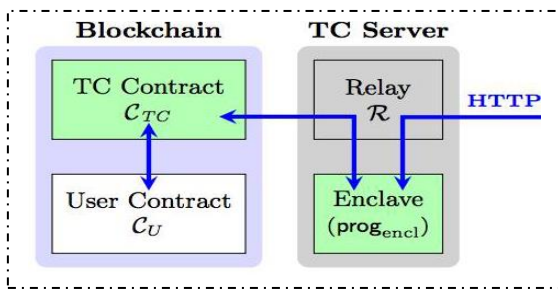 Blockchain
TC Server
TC Contract
𝒞_TC
Relay
ℛ
HTTP
User Contract
𝒞_U
Enclave
(prog_encl)